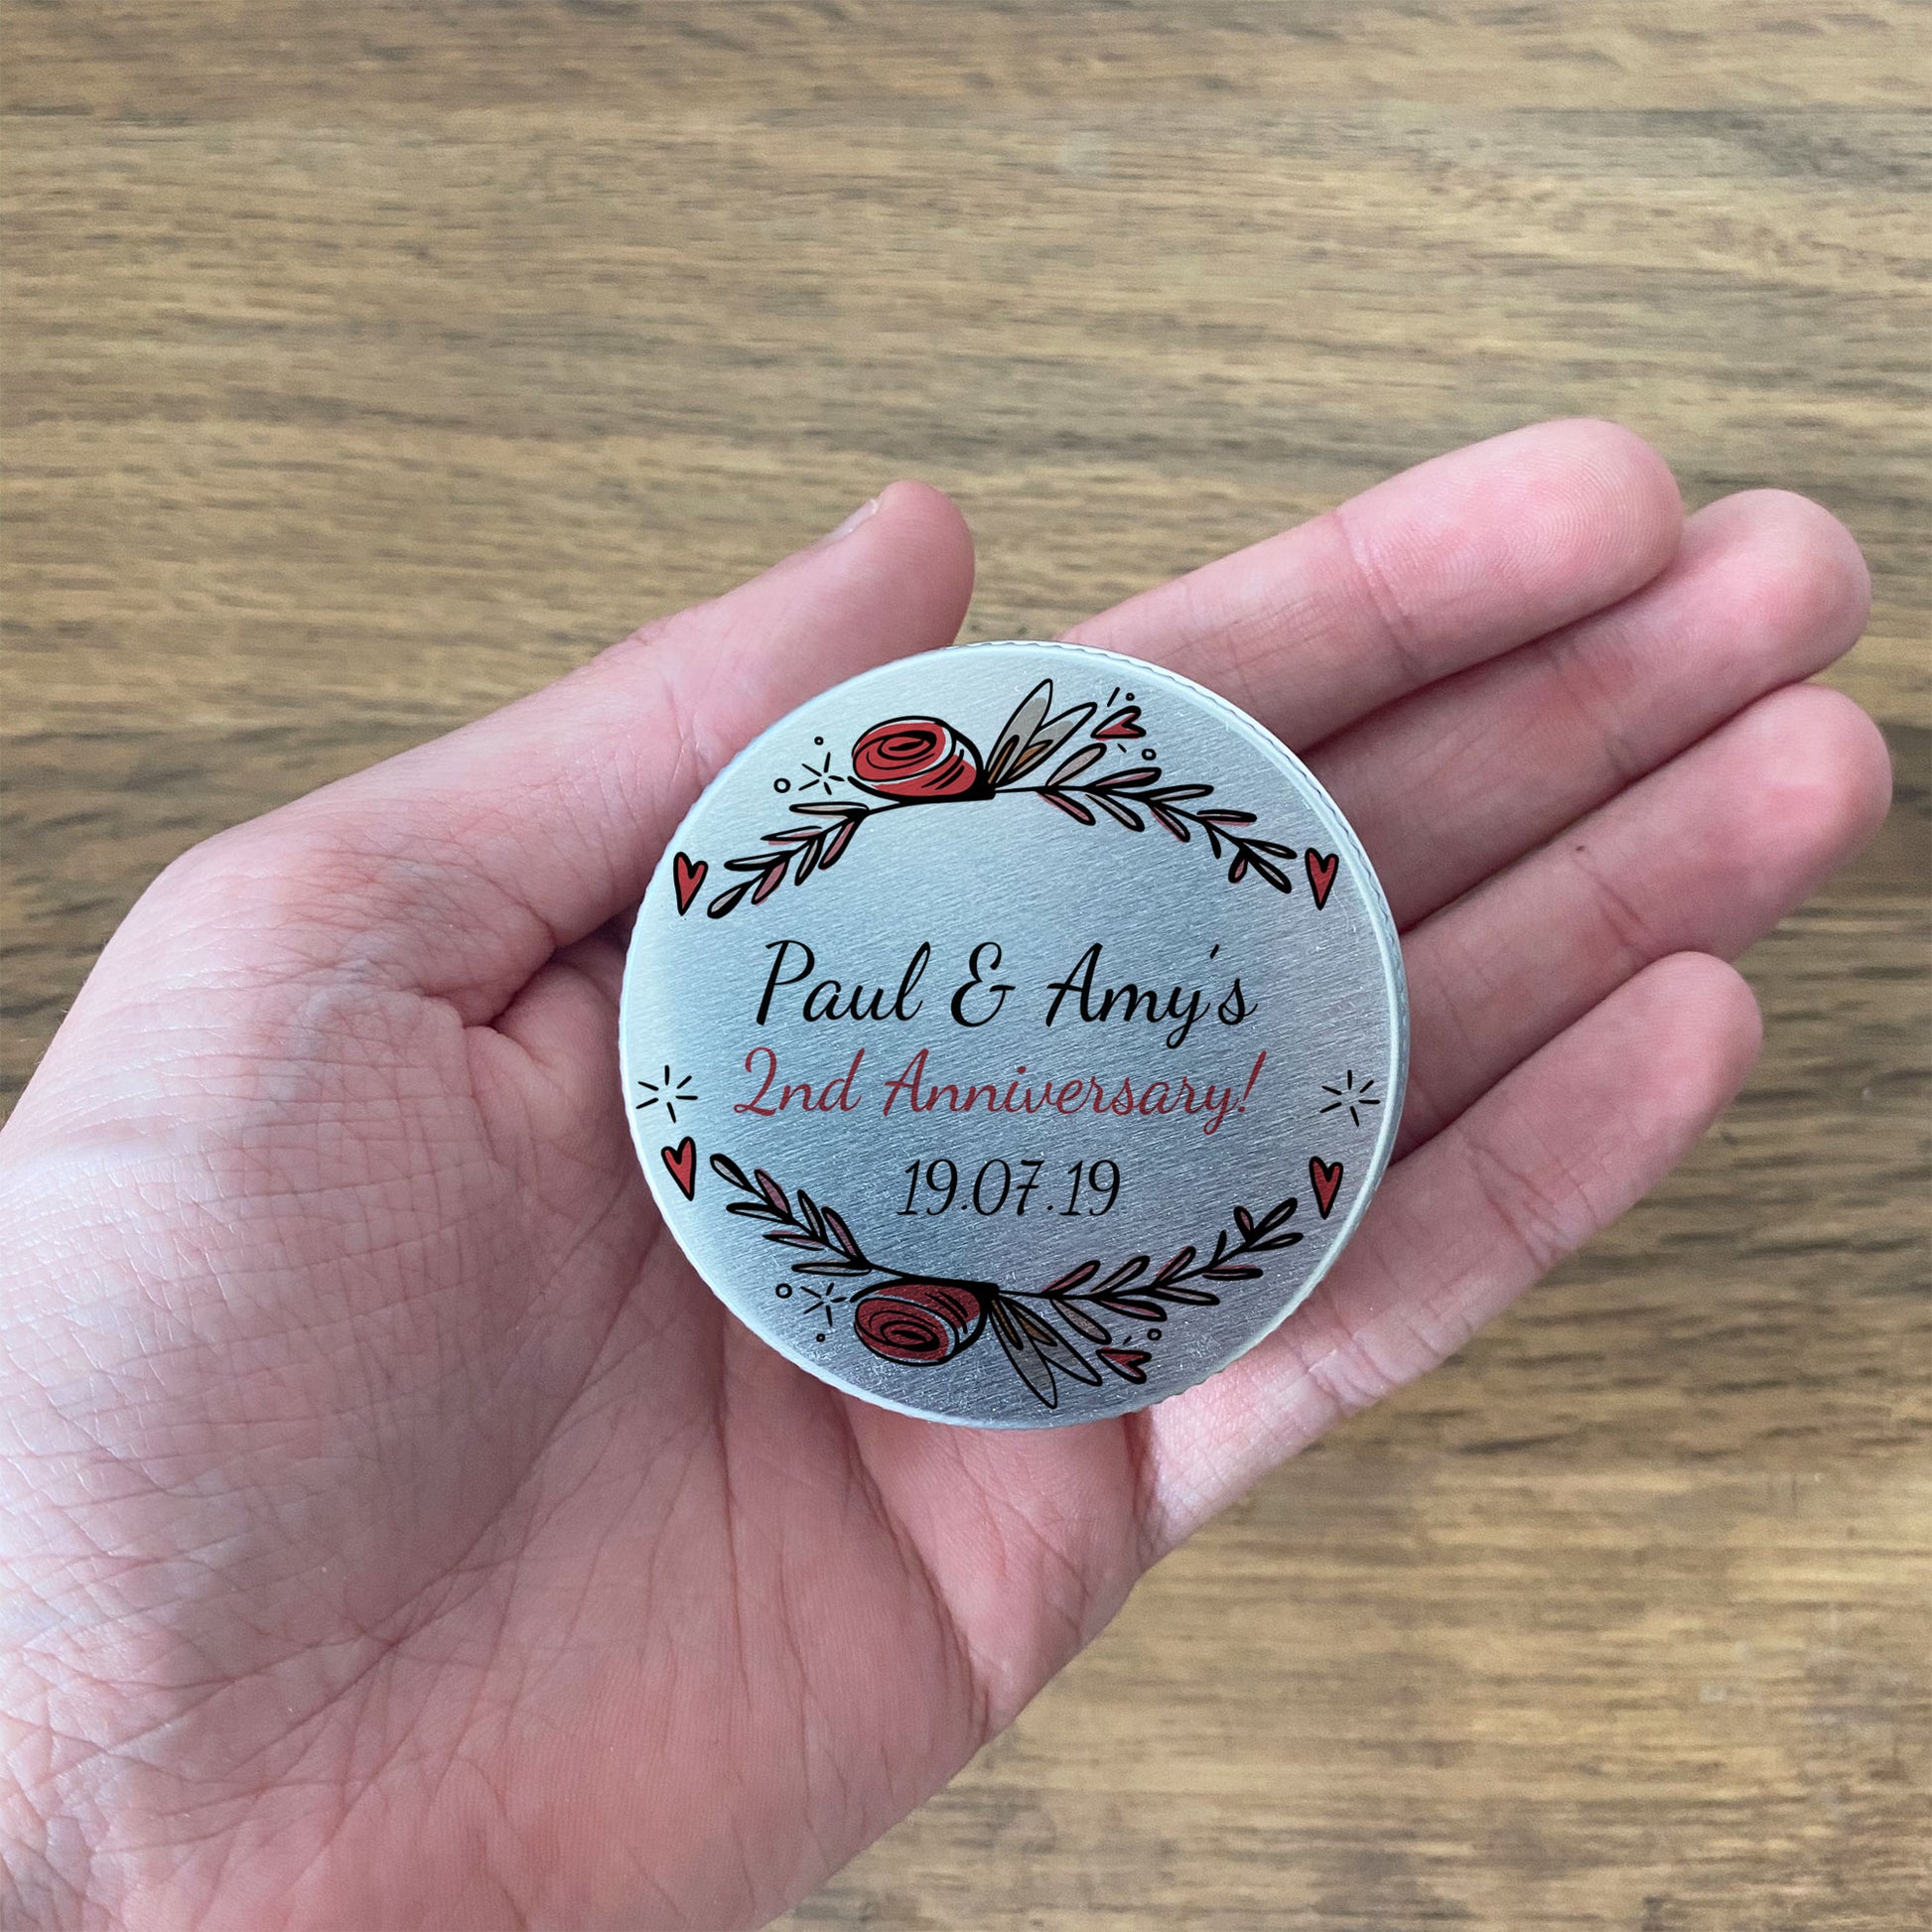 Paul & Amy's
2nd Anniversary!
19.07.19